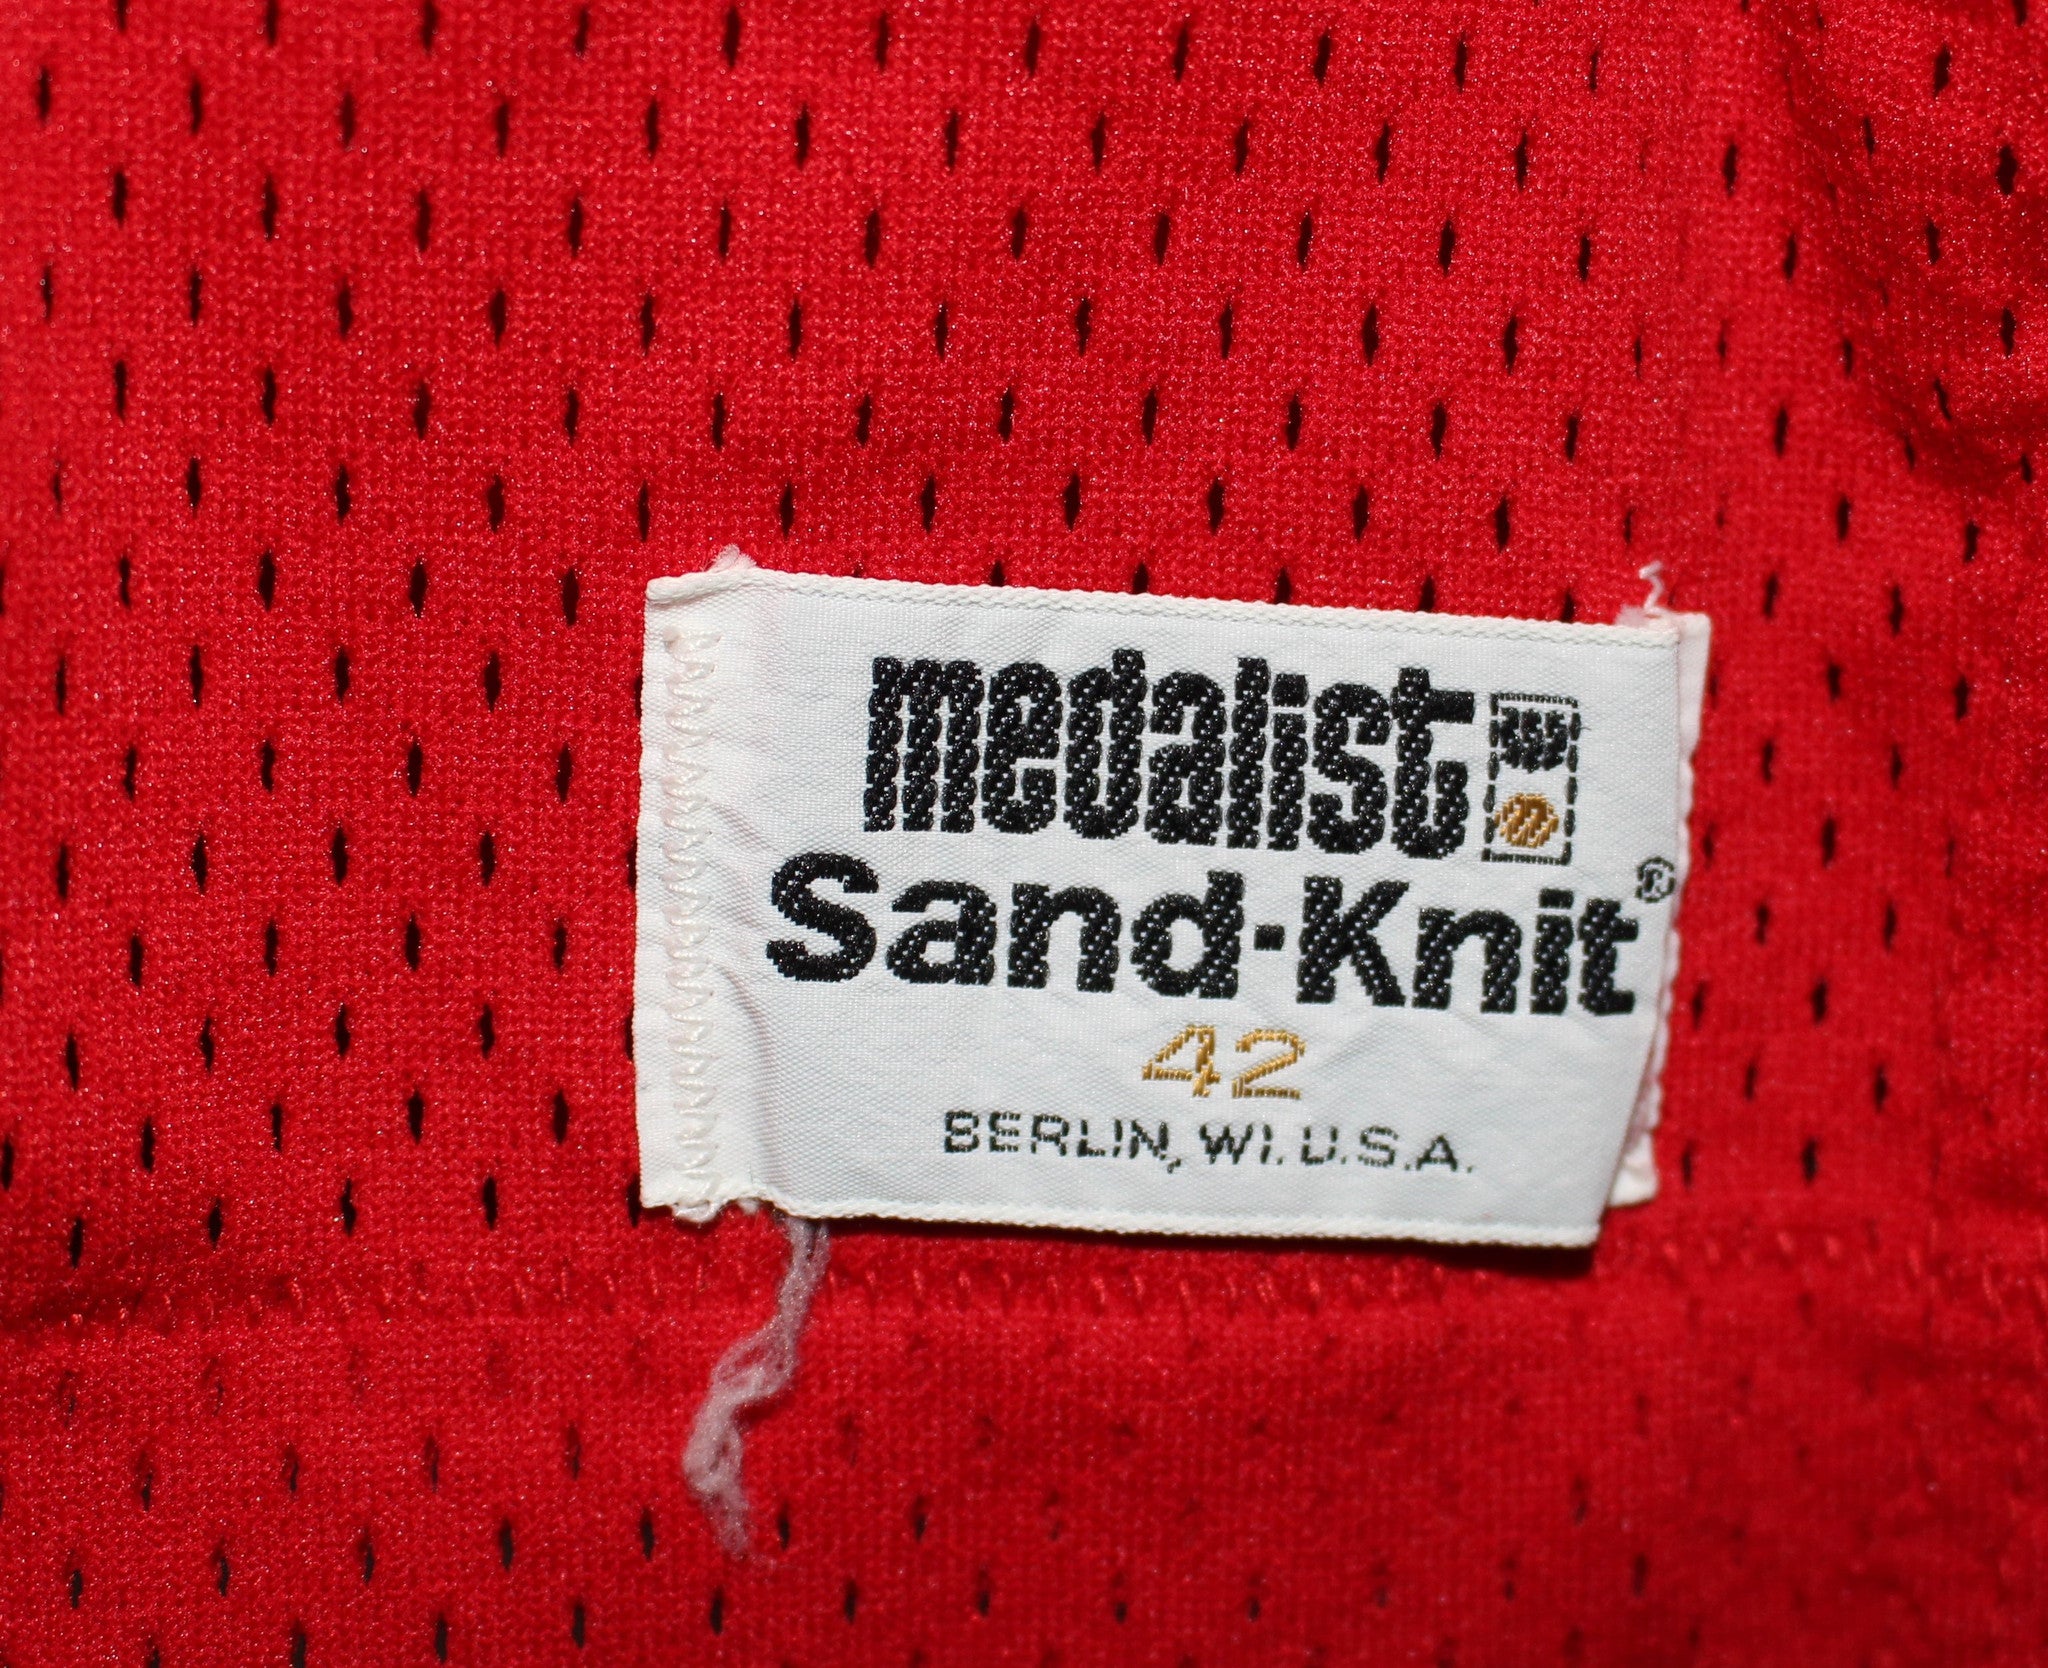 medalist
Sand-Knit®
42
BERLIN, WI. U.S.A.